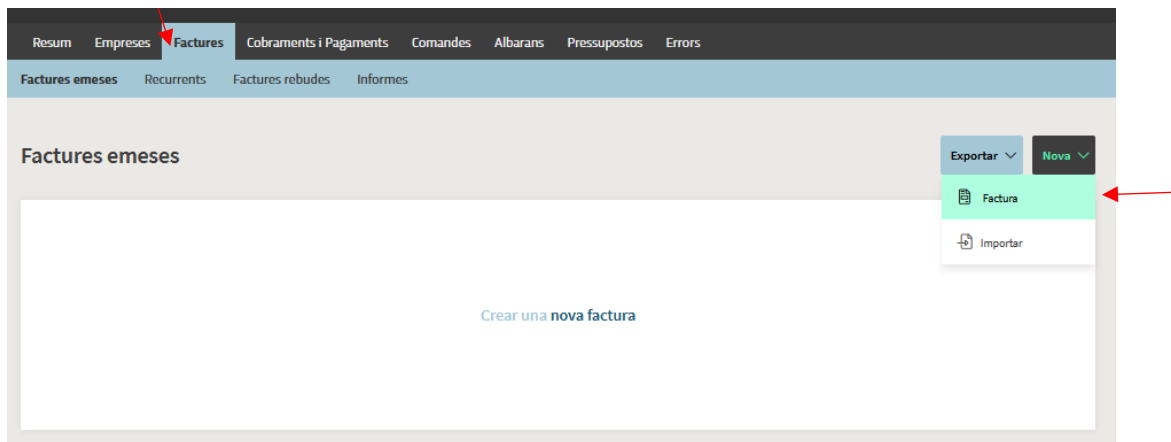 Resum Empreses Factures Cobraments i Pagaments Comandes Albarans Pressupostos Errors
Factures emeses Recurrents Factures rebudes Informes
Factures emeses
Exportar Nova
Factura
Importar
Crear una nova factura